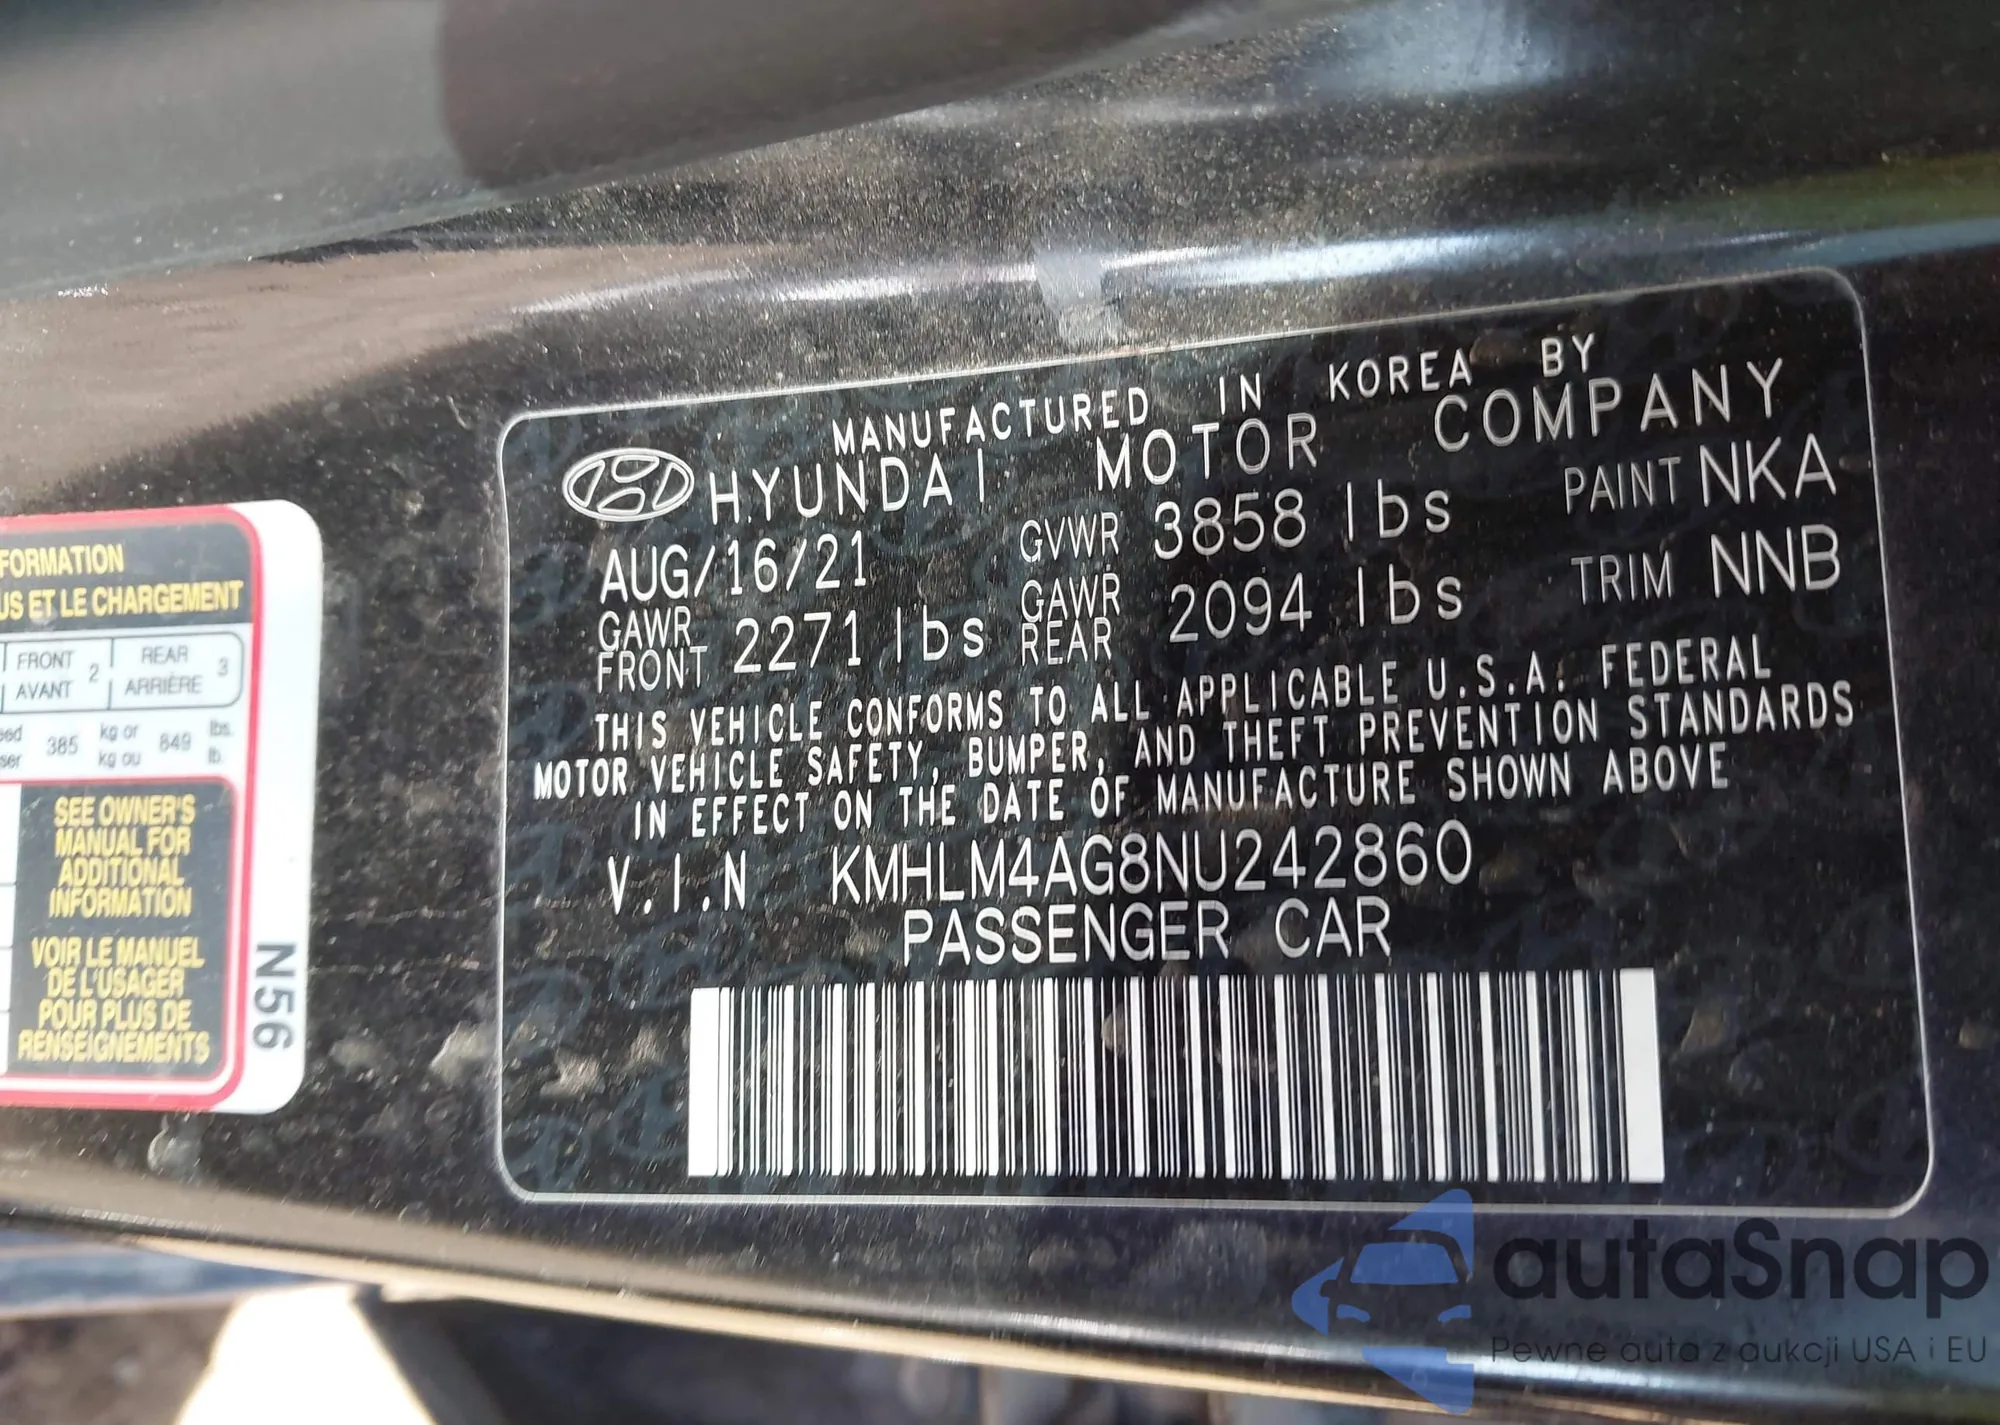 MANUFACTURED IN KOREA BY
HYUNDAI MOTOR COMPANY
AUG/16/21 GVWR 3858 lbs PAINT NKA
GAWR FRONT 2271 lbs GAWR REAR 2094 lbs TRIM NNB
THIS VEHICLE CONFORMS TO ALL APPLICABLE U.S.A. FEDERAL
MOTOR VEHICLE SAFETY, BUMPER, AND THEFT PREVENTION STANDARDS
IN EFFECT ON THE DATE OF MANUFACTURE SHOWN ABOVE
V.I.N KMHLM4AG8NU242860
PASSENGER CAR
ET LE CHARGEMENT
FRONT 2 REAR 3
AVANT ARRIÈRE
385 kg or 849 lbs.
kg ou lb.
SEE OWNER'S
MANUAL FOR
ADDITIONAL
INFORMATION
VOIR LE MANUEL
DE L'USAGER
POUR PLUS DE
RENSEIGNEMENTS
N56
autaSnap
Pewne auta z aukcji USA i EU